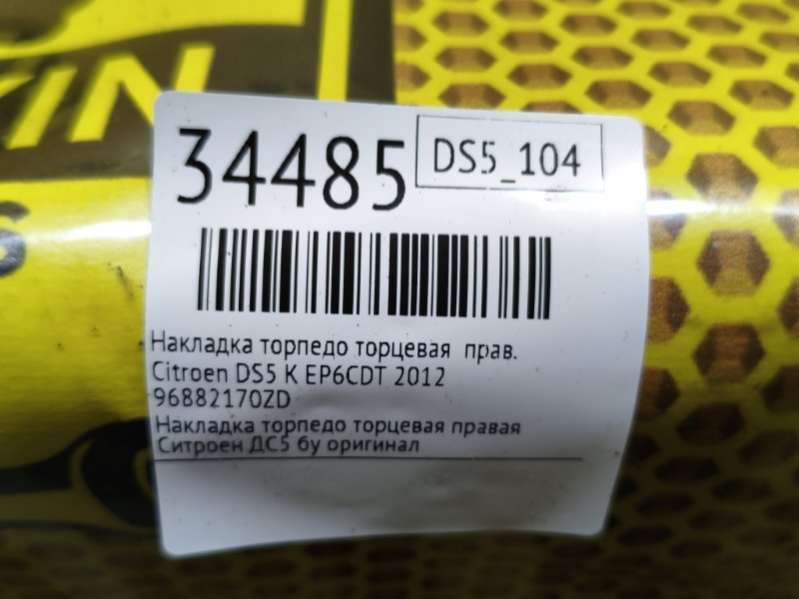 34485
DS5_104
Накладка торпедо торцевая прав.
Citroen DS5 K EP6CDT 2012
96882170ZD
Накладка торпедо торцевая правая
Ситроен ДС5 бу оригинал